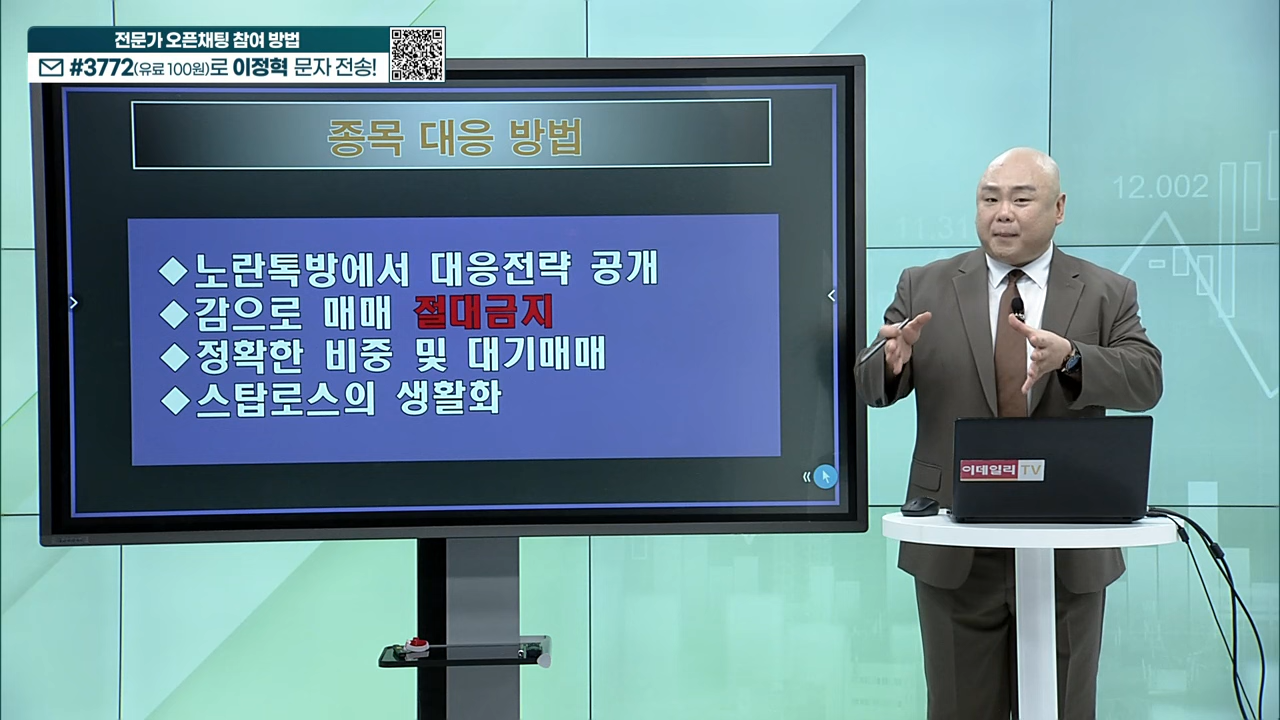 전문가 오픈채팅 참여 방법
#3772(유료 100원)로 이정혁 문자 전송!
종목 대응 방법
◆노란톡방에서 대응전략 공개
◆감으로 매매 절대금지
◆정확한 비중 및 대기매매
◆스탑로스의 생활화
12.002
11.31
이데일리TV